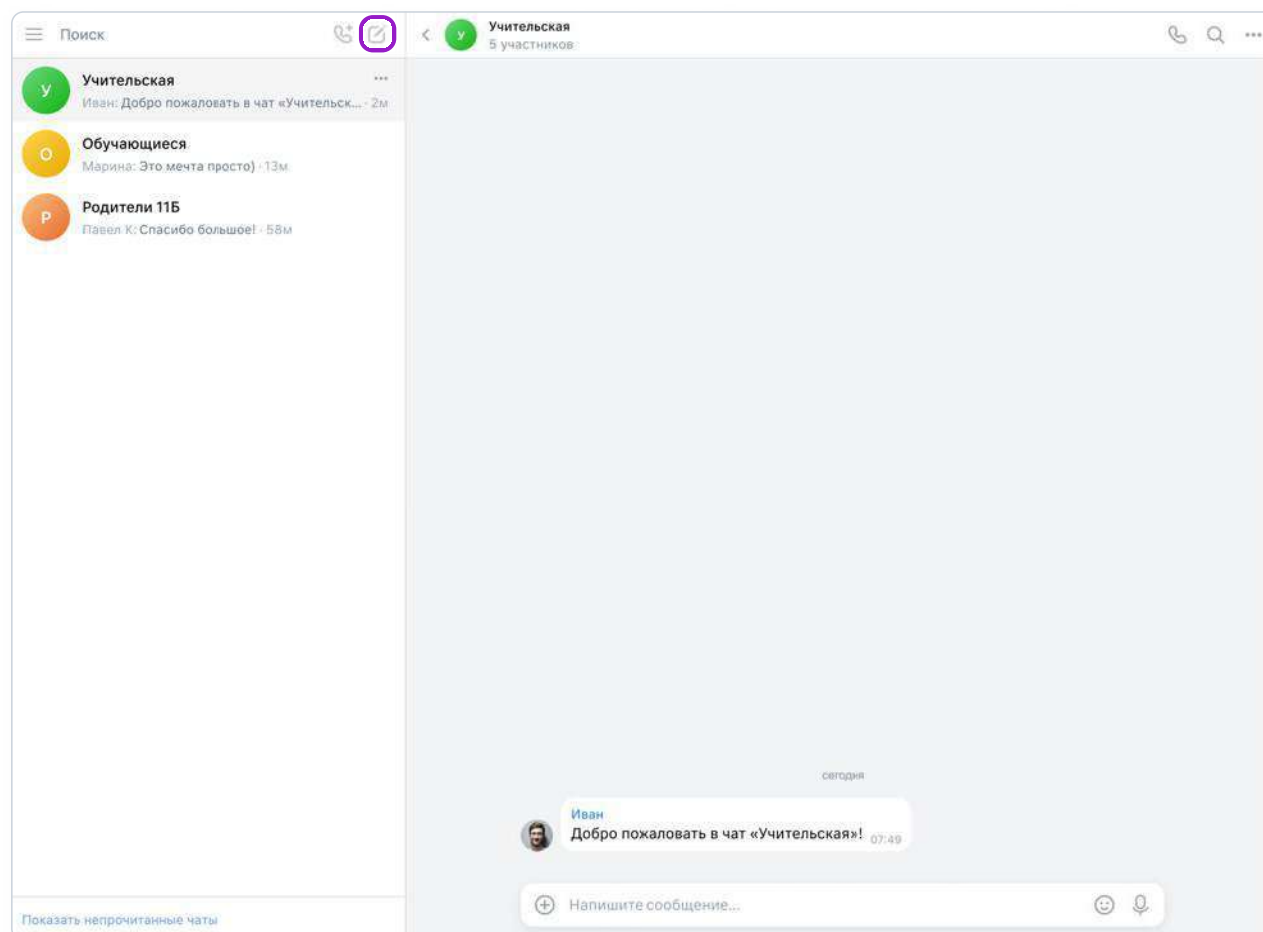 Поиск
У
Учительская
Иван: Добро пожаловать в чат «Учительск... · 2м
О
Обучающиеся
Марина: Это мечта просто) · 13м
Р
Родители 11Б
Павел К: Спасибо большое! · 58м
Показать непрочитанные чаты
У
Учительская
5 участников
сегодня
Иван
Добро пожаловать в чат «Учительская»! 07:49
Напишите сообщение...